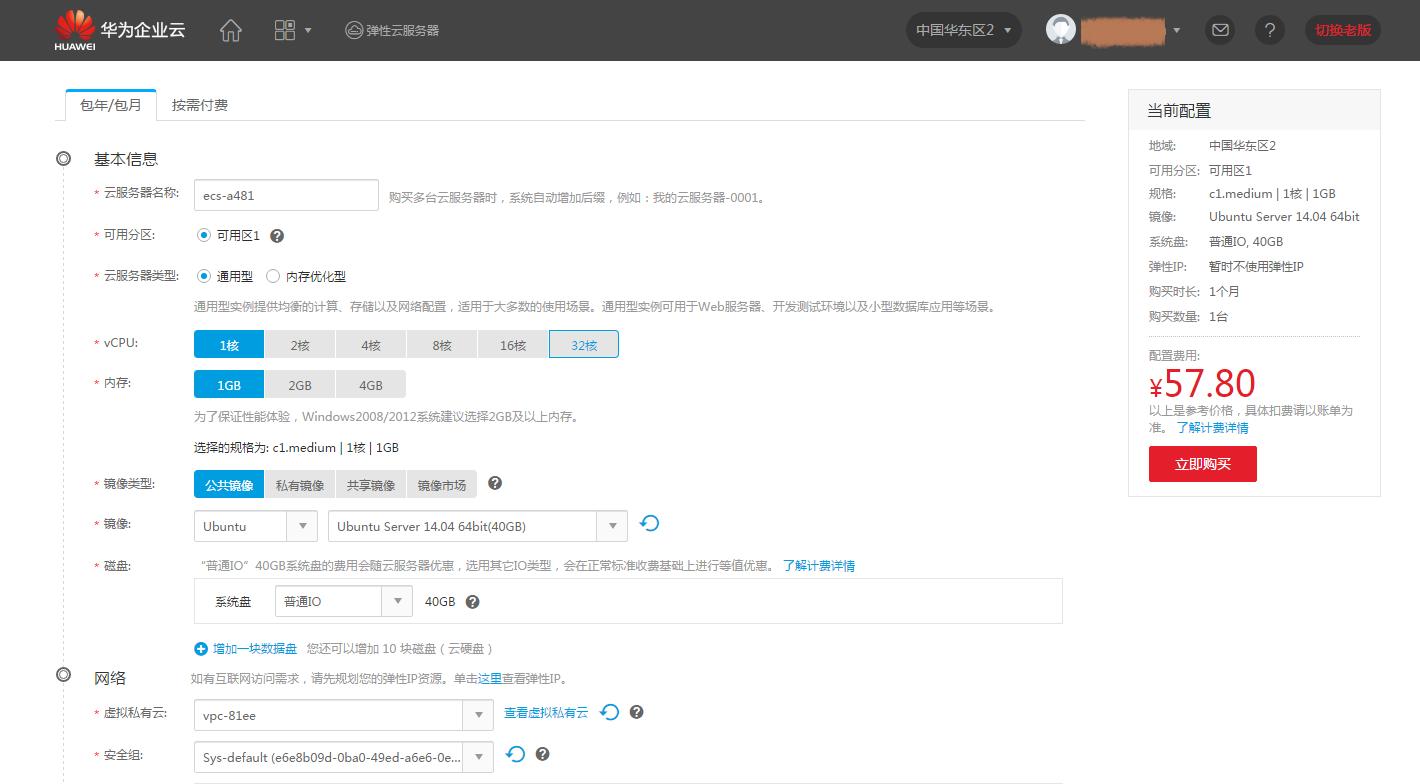 HUAWEI 华为企业云 弹性云服务器 中国华东区2 ? 切换老版
包年/包月 按需付费
基本信息
* 云服务器名称: ecs-a481 购买多台云服务器时，系统自动增加后缀，例如：我的云服务器-0001。
* 可用分区: 可用区1 ?
* 云服务器类型: 通用型 内存优化型
通用型实例提供均衡的计算、存储以及网络配置，适用于大多数的使用场景。通用型实例可用于Web服务器、开发测试环境以及小型数据库应用等场景。
* vCPU: 1核 2核 4核 8核 16核 32核
* 内存: 1GB 2GB 4GB
为了保证性能体验，Windows2008/2012系统建议选择2GB及以上内存。
选择的规格为: c1.medium | 1核 | 1GB
* 镜像类型: 公共镜像 私有镜像 共享镜像 镜像市场 ?
* 镜像: Ubuntu Ubuntu Server 14.04 64bit(40GB)
* 磁盘: “普通IO”40GB系统盘的费用会随云服务器优惠，选用其它IO类型，会在正常标准收费基础上进行等值优惠。 了解计费详情
系统盘 普通IO 40GB ?
增加一块数据盘 您还可以增加 10 块磁盘（云硬盘）
网络 如有互联网访问需求，请先规划您的弹性IP资源。单击这里查看弹性IP。
* 虚拟私有云: vpc-81ee 查看虚拟私有云 ?
* 安全组: Sys-default (e6e8b09d-0ba0-49ed-a6e6-0e... ?
当前配置
地域: 中国华东区2
可用分区: 可用区1
规格: c1.medium | 1核 | 1GB
镜像: Ubuntu Server 14.04 64bit
系统盘: 普通IO, 40GB
弹性IP: 暂时不使用弹性IP
购买时长: 1个月
购买数量: 1台
配置费用:
¥57.80
以上是参考价格，具体扣费请以账单为
准。 了解计费详情
立即购买